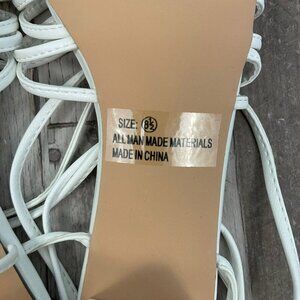 SIZE: 8½
ALL MAN MADE MATERIALS
MADE IN CHINA